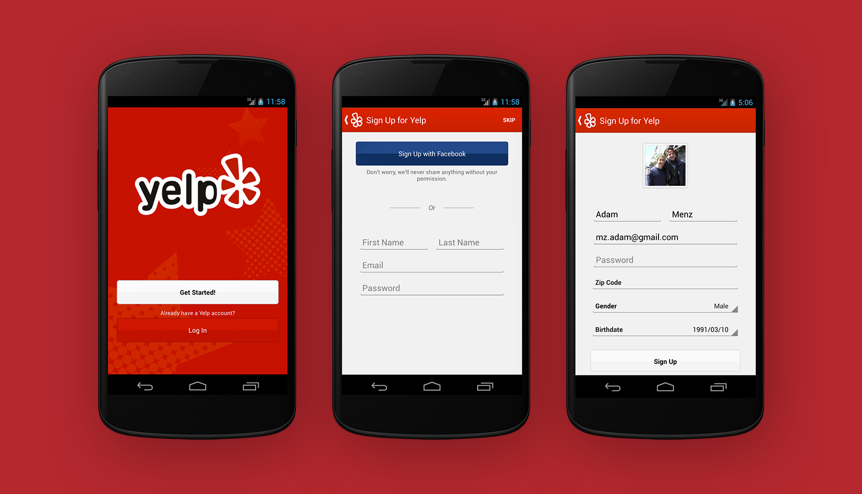 11:58
yelp
Get Started!
Already have a Yelp account?
Log In
11:58
Sign Up for Yelp
SKIP
Sign Up with Facebook
Don't worry, we'll never share anything without your
permission.
Or
First Name Last Name
Email
Password
5:06
Sign Up for Yelp
Adam Menz
mz.adam@gmail.com
Password
Zip Code
Gender Male
Birthdate 1991/03/10
Sign Up